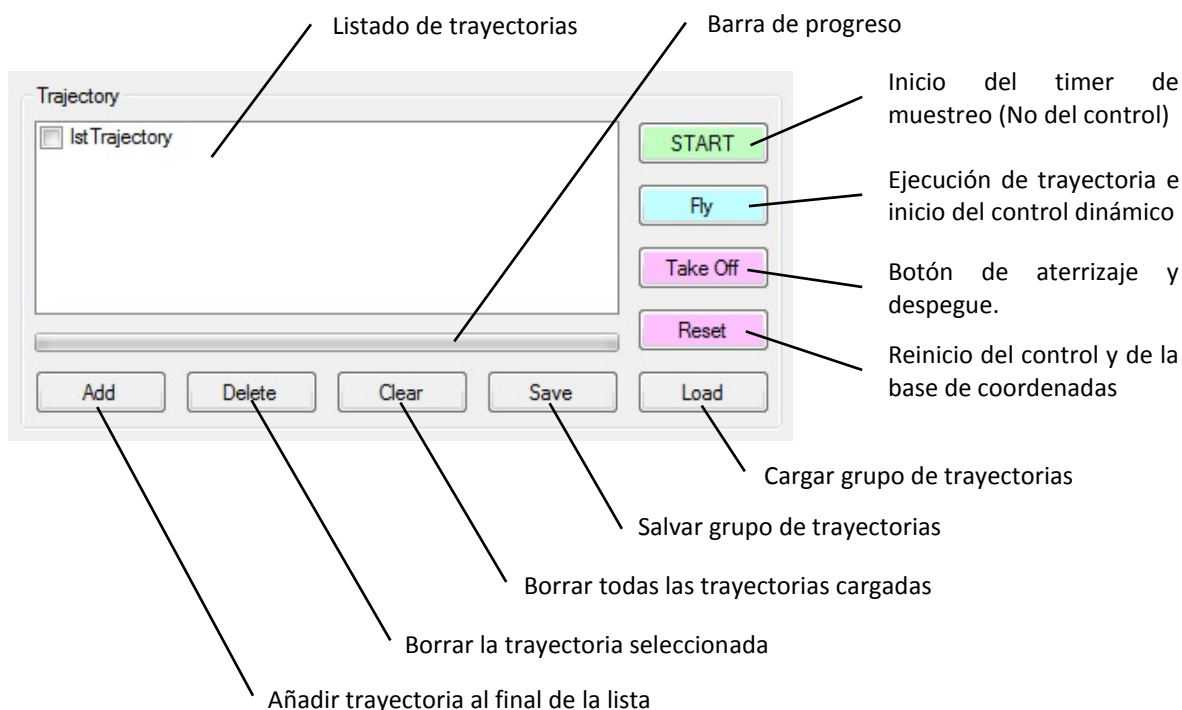 Listado de trayectorias
Barra de progreso
Trajectory
lstTrajectory
START
Fly
Take Off
Reset
Add
Delete
Clear
Save
Load
Inicio del timer de
muestreo (No del control)
Ejecución de trayectoria e
inicio del control dinámico
Botón de aterrizaje y
despegue.
Reinicio del control y de la
base de coordenadas
Cargar grupo de trayectorias
Salvar grupo de trayectorias
Borrar todas las trayectorias cargadas
Borrar la trayectoria seleccionada
Añadir trayectoria al final de la lista